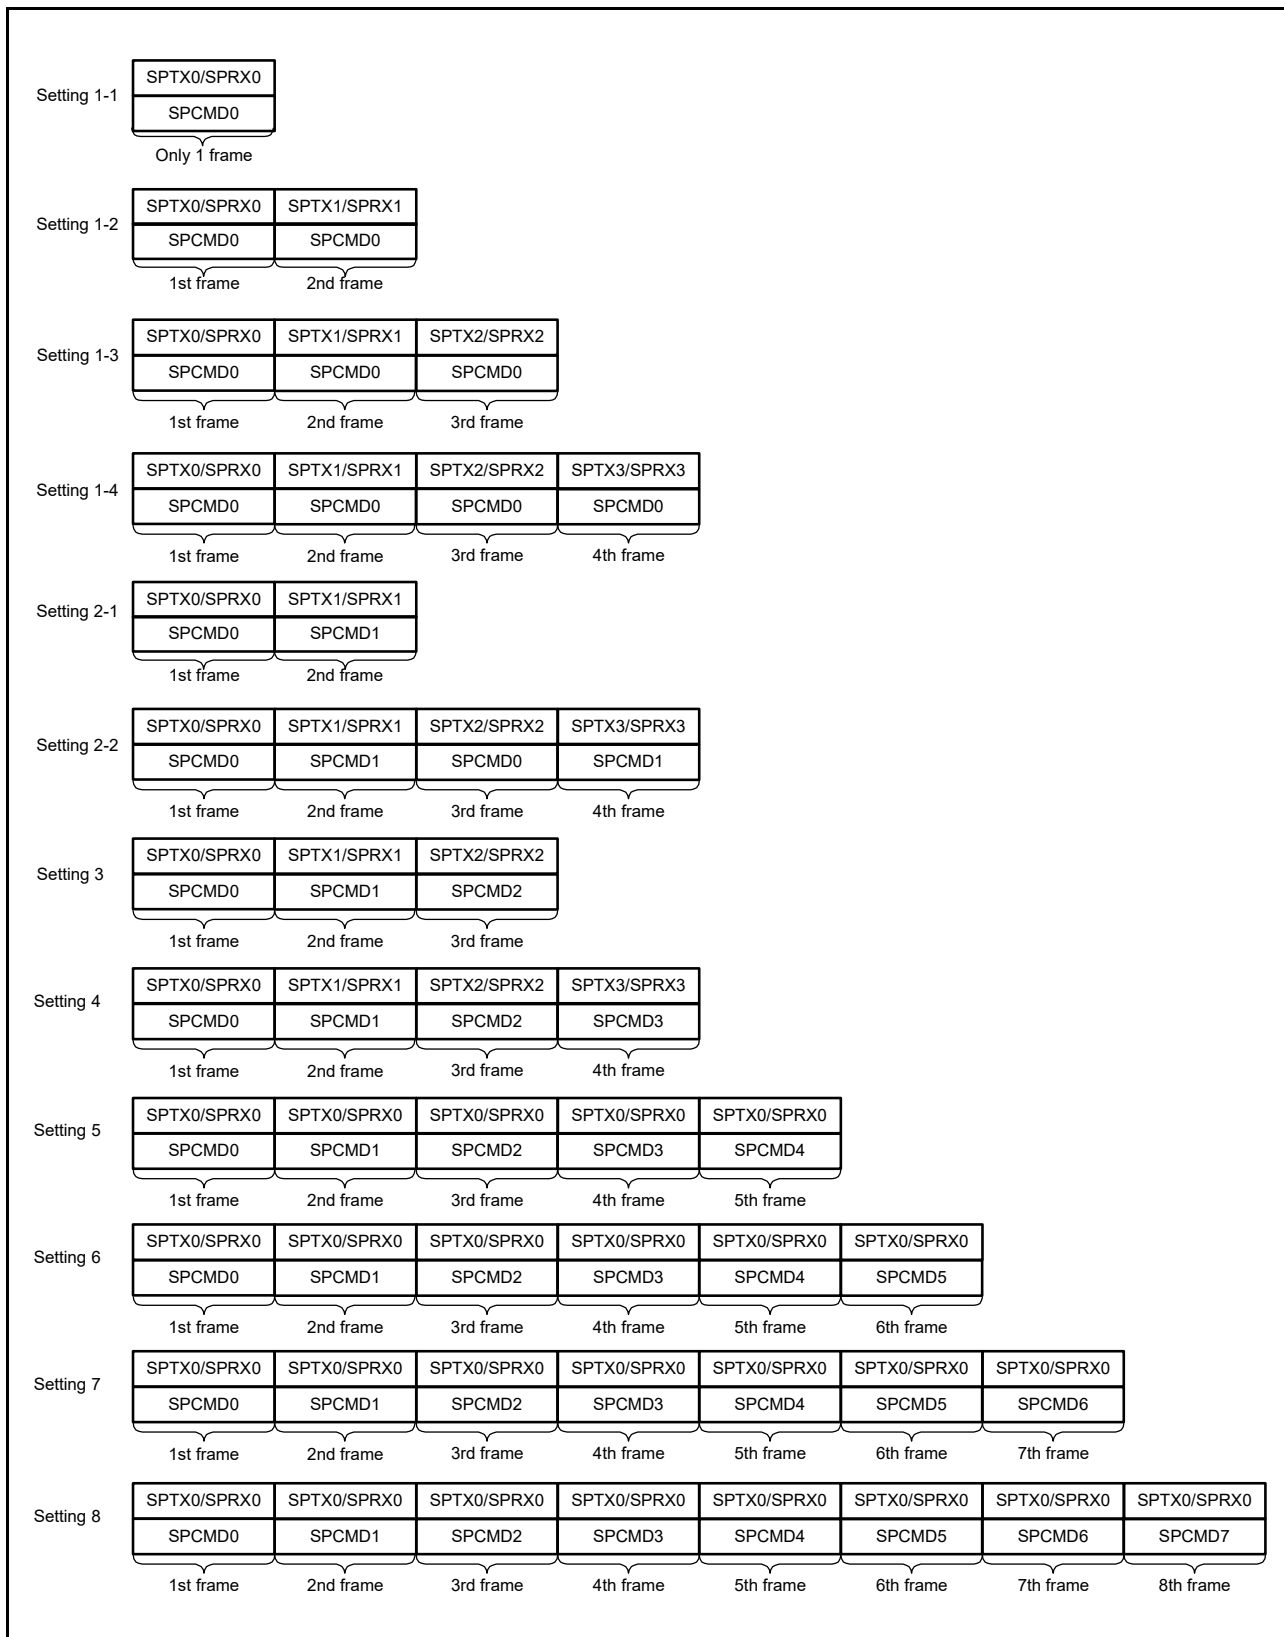 SPTX0/SPRX0
Setting 1-1
SPCMD0
Only 1 frame
SPTX0/SPRX0 SPTX1/SPRX1
Setting 1-2
SPCMD0 SPCMD0
1st frame 2nd frame
SPTX0/SPRX0 SPTX1/SPRX1 SPTX2/SPRX2
Setting 1-3
SPCMD0 SPCMD0 SPCMD0
1st frame 2nd frame 3rd frame
SPTX0/SPRX0 SPTX1/SPRX1 SPTX2/SPRX2 SPTX3/SPRX3
Setting 1-4
SPCMD0 SPCMD0 SPCMD0 SPCMD0
1st frame 2nd frame 3rd frame 4th frame
SPTX0/SPRX0 SPTX1/SPRX1
Setting 2-1
SPCMD0 SPCMD1
1st frame 2nd frame
SPTX0/SPRX0 SPTX1/SPRX1 SPTX2/SPRX2 SPTX3/SPRX3
Setting 2-2
SPCMD0 SPCMD1 SPCMD0 SPCMD1
1st frame 2nd frame 3rd frame 4th frame
SPTX0/SPRX0 SPTX1/SPRX1 SPTX2/SPRX2
Setting 3
SPCMD0 SPCMD1 SPCMD2
1st frame 2nd frame 3rd frame
SPTX0/SPRX0 SPTX1/SPRX1 SPTX2/SPRX2 SPTX3/SPRX3
Setting 4
SPCMD0 SPCMD1 SPCMD2 SPCMD3
1st frame 2nd frame 3rd frame 4th frame
SPTX0/SPRX0 SPTX0/SPRX0 SPTX0/SPRX0 SPTX0/SPRX0 SPTX0/SPRX0
Setting 5
SPCMD0 SPCMD1 SPCMD2 SPCMD3 SPCMD4
1st frame 2nd frame 3rd frame 4th frame 5th frame
SPTX0/SPRX0 SPTX0/SPRX0 SPTX0/SPRX0 SPTX0/SPRX0 SPTX0/SPRX0 SPTX0/SPRX0
Setting 6
SPCMD0 SPCMD1 SPCMD2 SPCMD3 SPCMD4 SPCMD5
1st frame 2nd frame 3rd frame 4th frame 5th frame 6th frame
SPTX0/SPRX0 SPTX0/SPRX0 SPTX0/SPRX0 SPTX0/SPRX0 SPTX0/SPRX0 SPTX0/SPRX0 SPTX0/SPRX0
Setting 7
SPCMD0 SPCMD1 SPCMD2 SPCMD3 SPCMD4 SPCMD5 SPCMD6
1st frame 2nd frame 3rd frame 4th frame 5th frame 6th frame 7th frame
SPTX0/SPRX0 SPTX0/SPRX0 SPTX0/SPRX0 SPTX0/SPRX0 SPTX0/SPRX0 SPTX0/SPRX0 SPTX0/SPRX0 SPTX0/SPRX0
Setting 8
SPCMD0 SPCMD1 SPCMD2 SPCMD3 SPCMD4 SPCMD5 SPCMD6 SPCMD7
1st frame 2nd frame 3rd frame 4th frame 5th frame 6th frame 7th frame 8th frame